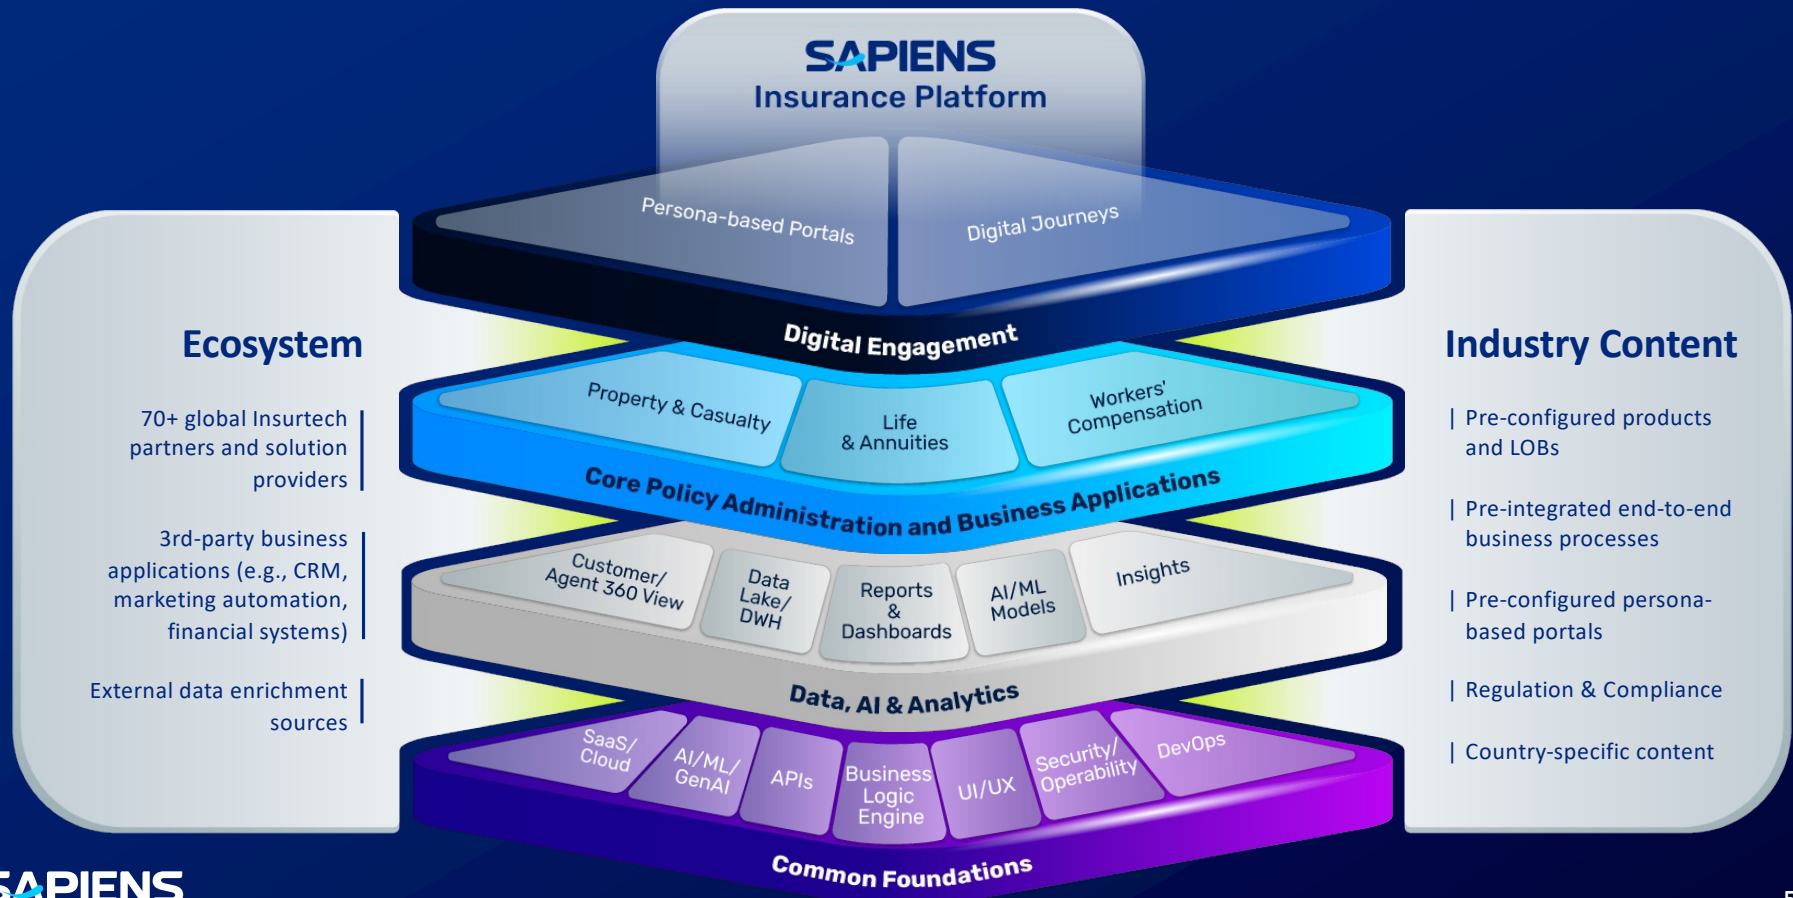 SAPIENS
Insurance Platform
Persona-based Portals
Digital Journeys
Digital Engagement
Property & Casualty
Life
& Annuities
Workers'
Compensation
Core Policy Administration and Business Applications
Customer/
Agent 360 View
Data
Lake/
DWH
Reports
&
Dashboards
AI/ML
Models
Insights
Data, AI & Analytics
SaaS/
Cloud
AI/ML/
GenAI
APIs
Business
Logic
Engine
UI/UX
Security/
Operability
DevOps
Common Foundations
Ecosystem
70+ global Insurtech
partners and solution
providers
3rd-party business
applications (e.g., CRM,
marketing automation,
financial systems)
External data enrichment
sources
Industry Content
| Pre-configured products
and LOBs
| Pre-integrated end-to-end
business processes
| Pre-configured persona-
based portals
| Regulation & Compliance
| Country-specific content
SAPIENS